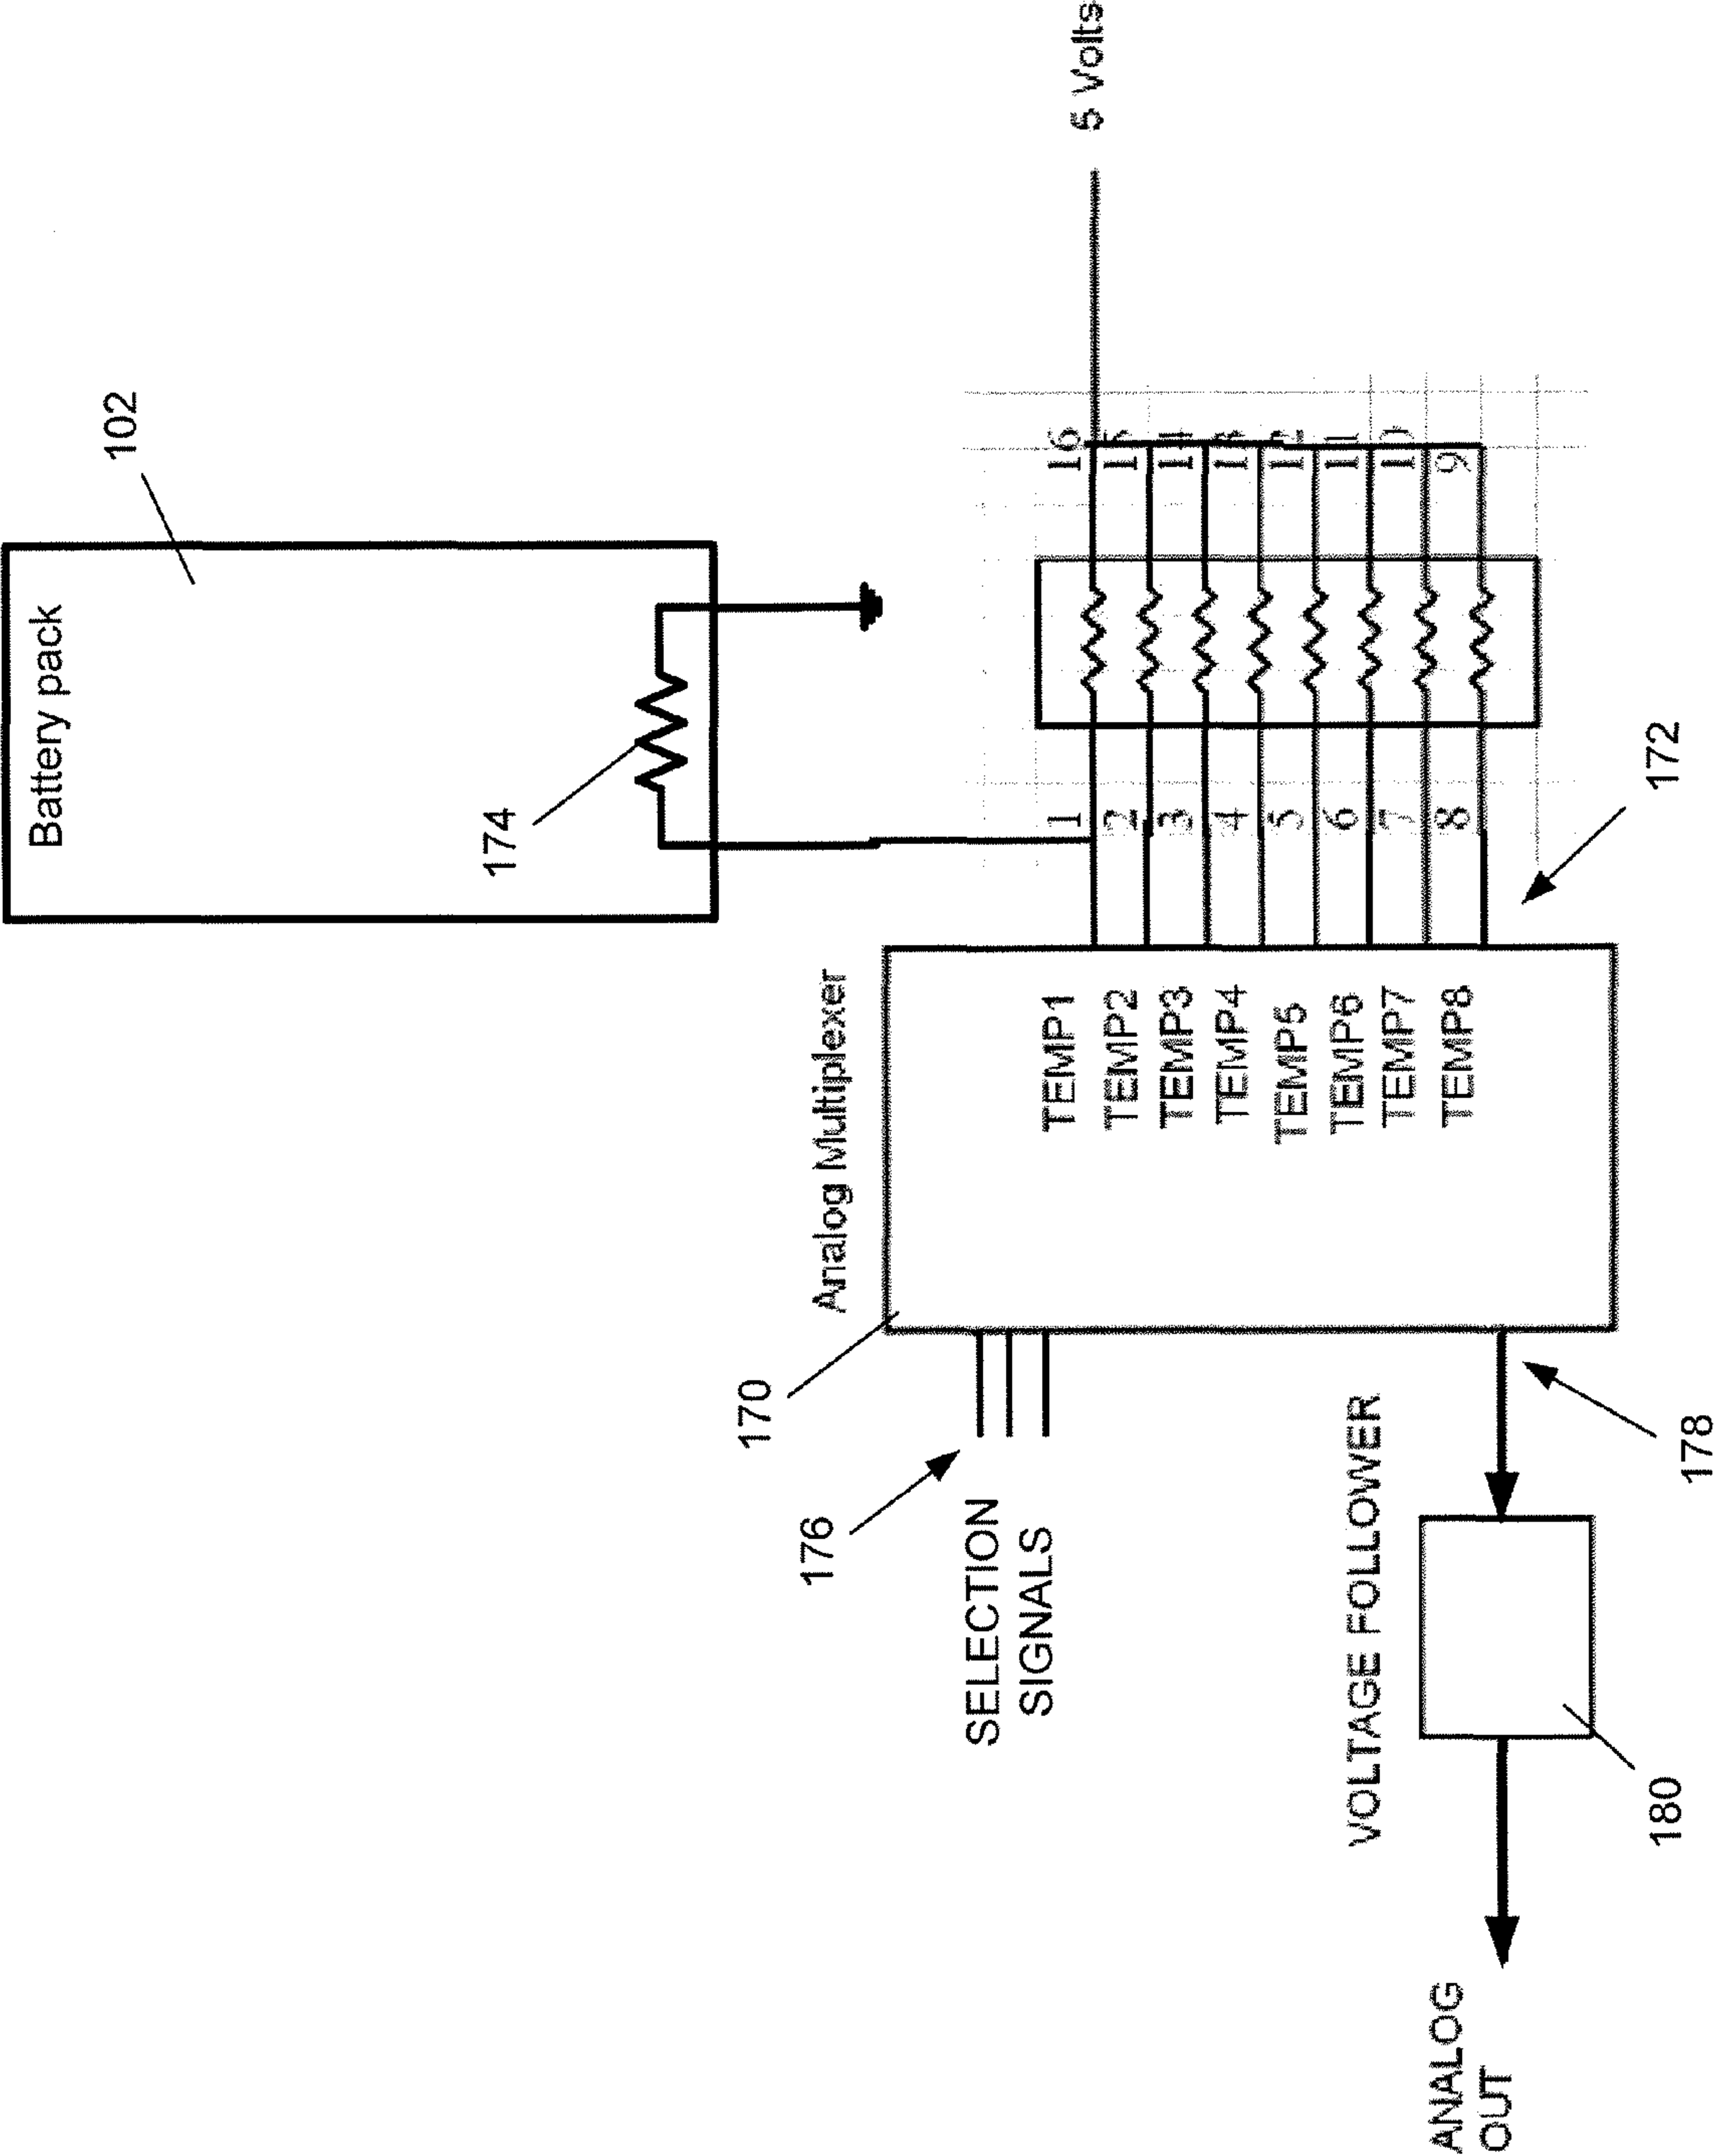 Battery pack
102
174
5 Volts
16
15
14
13
12
11
10
9
1
2
3
4
5
6
7
8
172
Analog Multiplexer
TEMP1
TEMP2
TEMP3
TEMP4
TEMP5
TEMP6
TEMP7
TEMP8
170
176
SELECTION
SIGNALS
178
VOLTAGE FOLLOWER
180
ANALOG
OUT